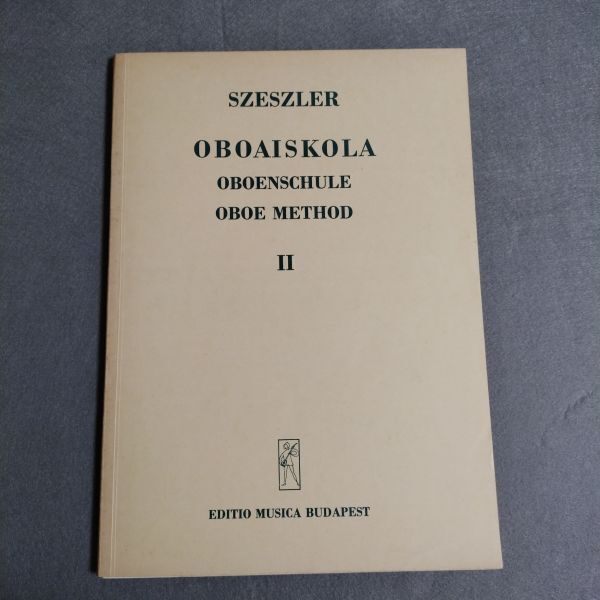 SZESZLER
OBOAISKOLA
OBOENSCHULE
OBOE METHOD
II
EDITIO MUSICA BUDAPEST